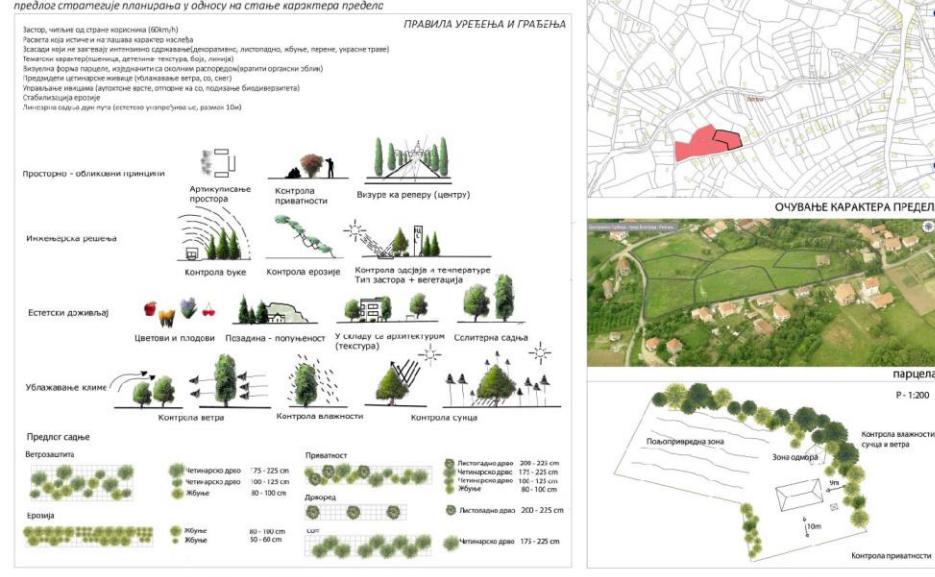 предлог стратегије планирања у односу на стање карактера предела
ПРАВИЛА УРЕЂЕЊА И ГРАЂЕЊА
Застор, читљив од стране корисника (60km/h)
Расвета која истиче и наглашава карактер наслеђа
Засади који не захтевају интензивно одржавање(декоративне, листопадно, жбуње, перене, украсне траве)
Тематски карактер(пшеница, детелина- текстура, боја, линија)
Визуелна форма парцеле, изједначити са околним распоредом(вратити органски облик)
Предвидети четинарске живице (ублажавање ветра, со, снег)
Управљање ивицама (аутохтоне врсте, отпорне на со, подизање биодиверзитета)
Стабилизација ерозије
Линеарна садња дуж пута (естетско унапређивање, размак 10м)
Просторно - обликовни принципи
Артикулисање
простора
Контрола
приватности
Визуре ка реперу (центру)
Инжењерска решења
Контрола буке
Контрола ерозије
Контрола одсјаја и температуре
Тип застора + вегетација
Естетски доживљај
Цветови и плодови
Позадина - попуњеност
У складу са архитектуром
(текстура)
Солитерна садња
Ублажавање климе
Контрола ветра
Контрола влажности
Контрола сунца
Предлог садње
Ветрозаштита
Четинарско дрво 175 - 225 cm
Четинарско дрво 100 - 125 cm
Жбуње 80 - 100 cm
Ерозија
Жбуње 80 - 100 cm
Жбуње 50 - 60 cm
Приватност
Листопадно дрво 200 - 225 cm
Четинарско дрво 175 - 225 cm
Четинарско дрво 100 - 125 cm
Жбуње 80 - 100 cm
Дрворед
Листопадно дрво 200 - 225 cm
Четинарско дрво 175 - 225 cm
ОЧУВАЊЕ КАРАКТЕРА ПРЕДЕЛ
парцела
Р - 1:200
Пољопривредна зона
Зона одмора
Контрола влажности
сунца и ветра
9m
10m
Контрола приватности